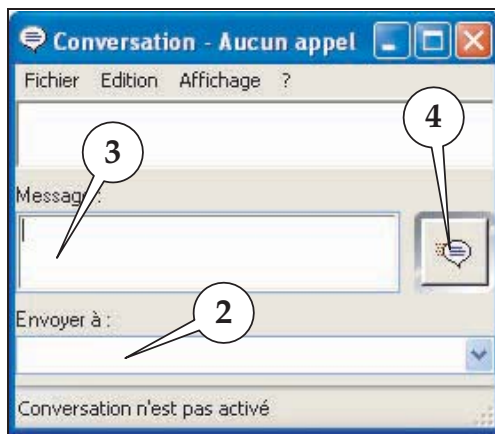 Conversation - Aucun appel
Fichier Edition Affichage ?
4
3
Message :
2
Envoyer à :
Conversation n'est pas activé